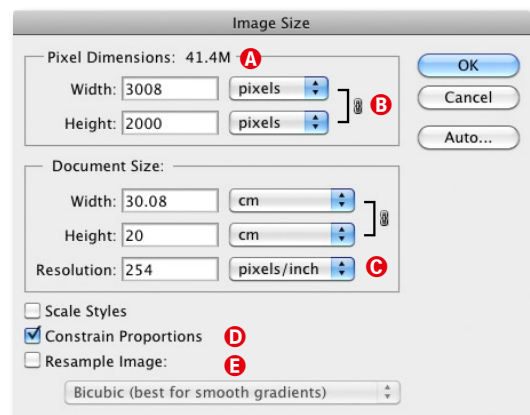 Image Size
Pixel Dimensions: 41.4M A
Width: 3008 pixels
B
Height: 2000 pixels
OK
Cancel
Auto...
Document Size:
Width: 30.08 cm
Height: 20 cm
Resolution: 254 pixels/inch C
Scale Styles
Constrain Proportions D
Resample Image: E
Bicubic (best for smooth gradients)